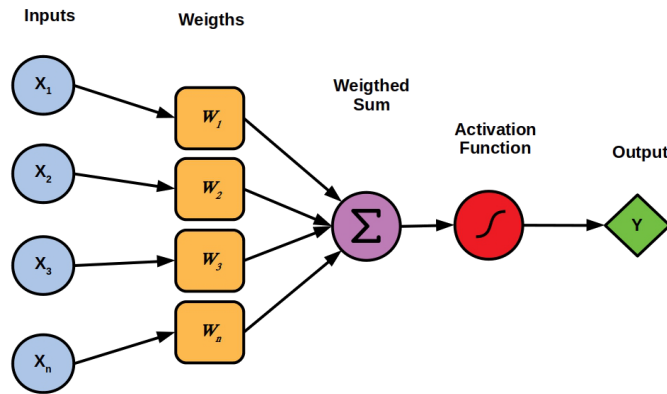 Inputs
Weigths
Weigthed
Sum
Activation
Function
Output
X1
X2
X3
Xn
W1
W2
W3
Wn
Σ
Y